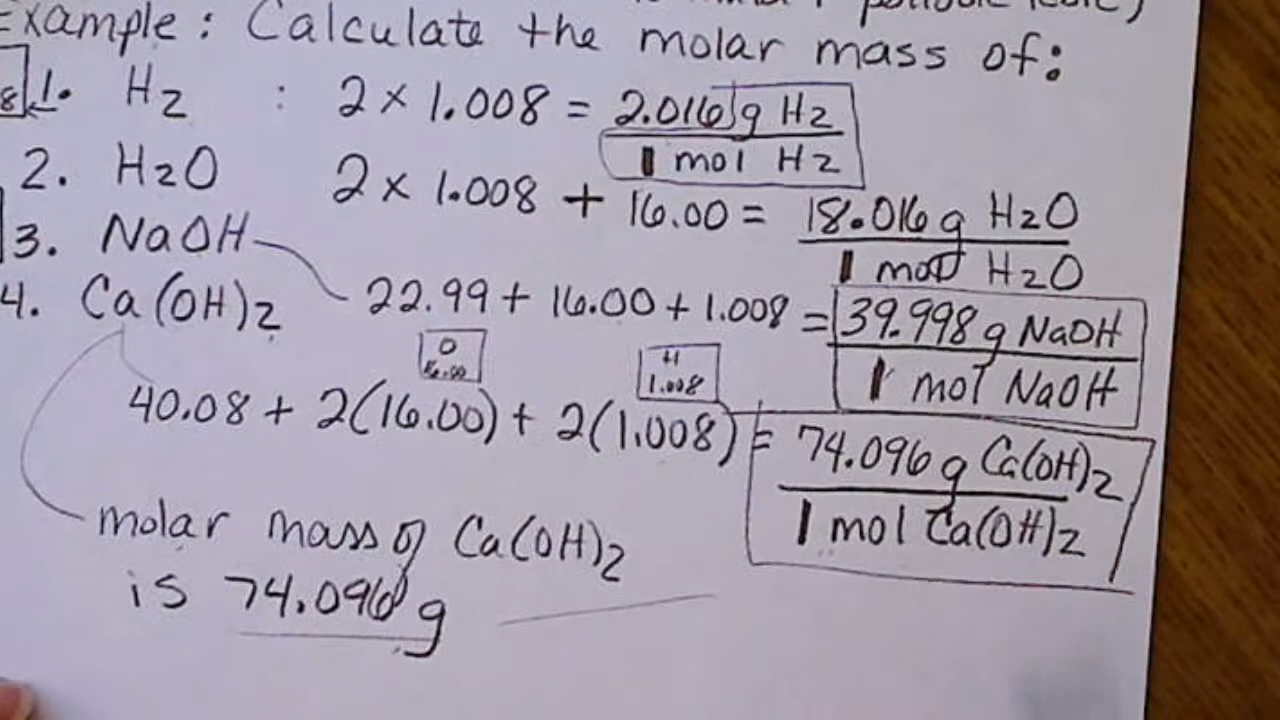 Example: Calculate the molar mass of:
8 1. H2 : 2 × 1.008 = 2.016 g H2
1 mol H2
2. H2O 2 × 1.008 + 16.00 = 18.016 g H2O
1 mol H2O
3. NaOH
22.99 + 16.00 + 1.008 = 39.998 g NaOH
1 mol NaOH
4. Ca(OH)2
O
16.00
H
1.008
40.08 + 2(16.00) + 2(1.008) = 74.096 g Ca(OH)2
1 mol Ca(OH)2
molar mass of Ca(OH)2
is 74.096 g